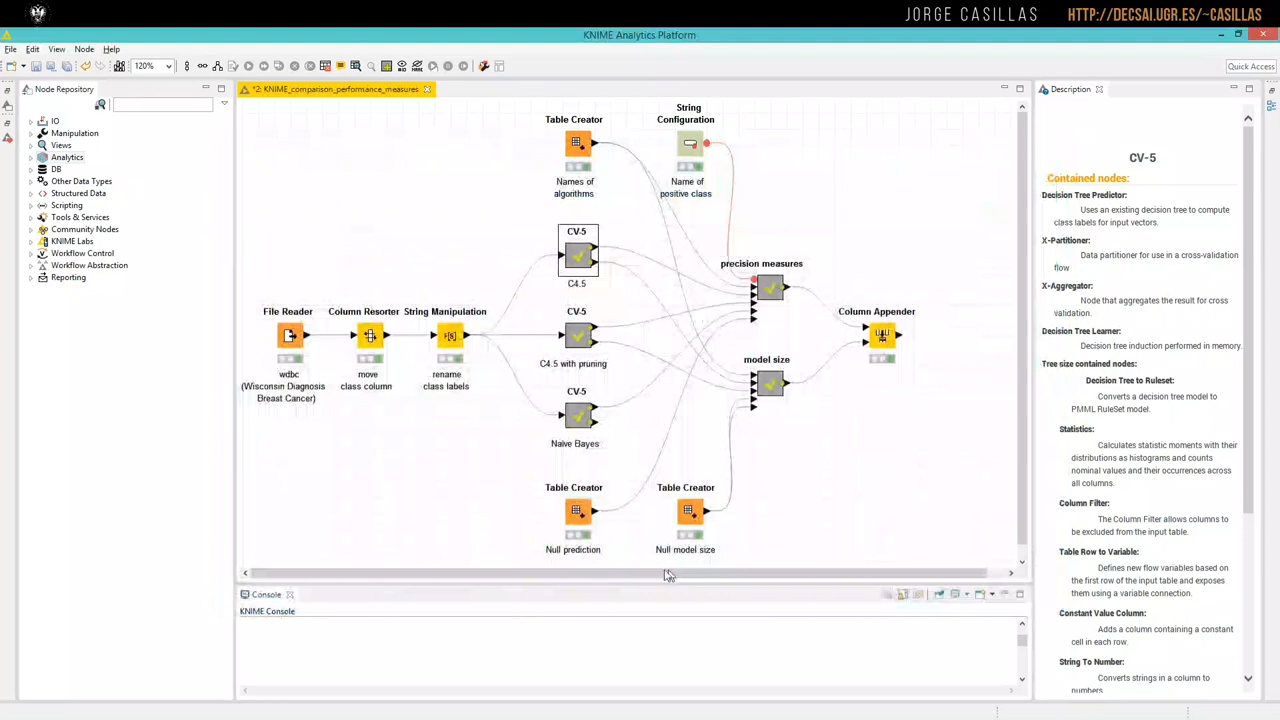 JORGE CASILLAS
HTTP://DECSAI.UGR.ES/~CASILLAS
KNIME Analytics Platform
File Edit View Node Help
120%
Quick Access
Node Repository
IO
Manipulation
Views
Analytics
DB
Other Data Types
Structured Data
Scripting
Tools & Services
Community Nodes
KNIME Labs
Workflow Control
Workflow Abstraction
Reporting
*2: KNIME_comparison_performance_measures
Table Creator
Names of
algorithms
String
Configuration
Name of
positive class
CV-5
C4.5
precision measures
File Reader
wdbc
(Wisconsin Diagnosis
Breast Cancer)
Column Resorter
move
class column
String Manipulation
rename
class labels
CV-5
C4.5 with pruning
Column Appender
model size
CV-5
Naive Bayes
Table Creator
Null prediction
Table Creator
Null model size
Console
KNIME Console
Description
CV-5
Contained nodes:
Decision Tree Predictor:
Uses an existing decision tree to compute
class labels for input vectors.
X-Partitioner:
Data partitioner for use in a cross-validation
flow
X-Aggregator:
Node that aggregates the result for cross
validation.
Decision Tree Learner:
Decision tree induction performed in memory.
Tree size contained nodes:
Decision Tree to Ruleset:
Converts a decision tree model to
PMML RuleSet model.
Statistics:
Calculates statistic moments with their
distributions as histograms and counts
nominal values and their occurrences across
all columns.
Column Filter:
The Column Filter allows columns to
be excluded from the input table.
Table Row to Variable:
Defines new flow variables based on
the first row of the input table and exposes
them using a variable connection.
Constant Value Column:
Adds a column containing a constant
cell in each row.
String To Number:
Converts strings in a column to
numbers